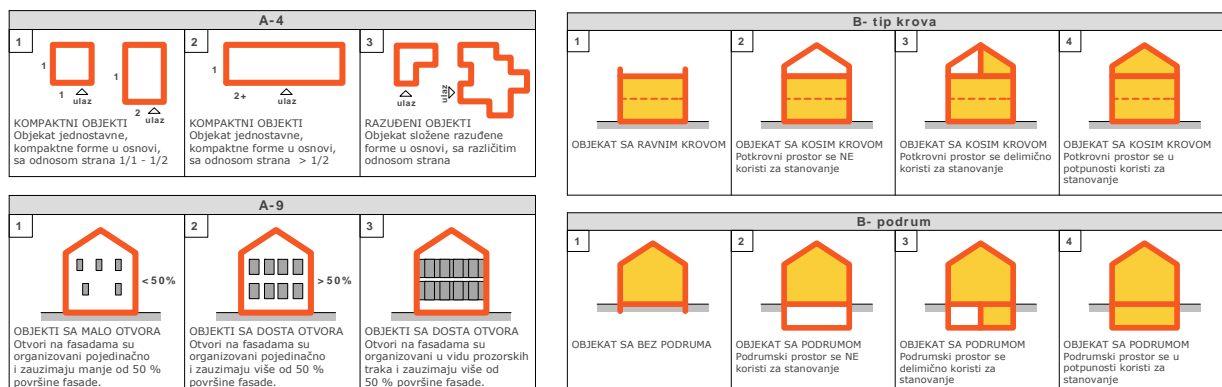 A-4
1
1
1
ulaz
1
2
ulaz
KOMPAKTNI OBJEKTI
Objekat jednostavne,
kompaktne forme u osnovi,
sa odnosom strana 1/1 - 1/2
2
1
2+
ulaz
KOMPAKTNI OBJEKTI
Objekat jednostavne,
kompaktne forme u osnovi,
sa odnosom strana > 1/2
3
ulaz
ulaz
RAZUĐENI OBJEKTI
Objekat složene razuđene
forme u osnovi, sa različitim
odnosom strana
B- tip krova
1
OBJEKAT SA RAVNIM KROVOM
2
OBJEKAT SA KOSIM KROVOM
Potkrovni prostor se NE
koristi za stanovanje
3
OBJEKAT SA KOSIM KROVOM
Potkrovni prostor se delimično
koristi za stanovanje
4
OBJEKAT SA KOSIM KROVOM
Potkrovni prostor se u
potpunosti koristi za
stanovanje
A-9
1
<50%
OBJEKTI SA MALO OTVORA
Otvori na fasadama su
organizovani pojedinačno
i zauzimaju manje od 50 %
površine fasade.
2
>50%
OBJEKTI SA DOSTA OTVORA
Otvori na fasadama su
organizovani pojedinačno
i zauzimaju više od 50 %
površine fasade.
3
OBJEKTI SA DOSTA OTVORA
Otvori na fasadama su
organizovani u vidu prozorskih
traka i zauzimaju više od
50 % površine fasade.
B- podrum
1
OBJEKAT SA BEZ PODRUMA
2
OBJEKAT SA PODRUMOM
Podrumski prostor se NE
koristi za stanovanje
3
OBJEKAT SA PODRUMOM
Podrumski prostor se
delimično koristi za
stanovanje
4
OBJEKAT SA PODRUMOM
Podrumski prostor se u
potpunosti koristi za
stanovanje